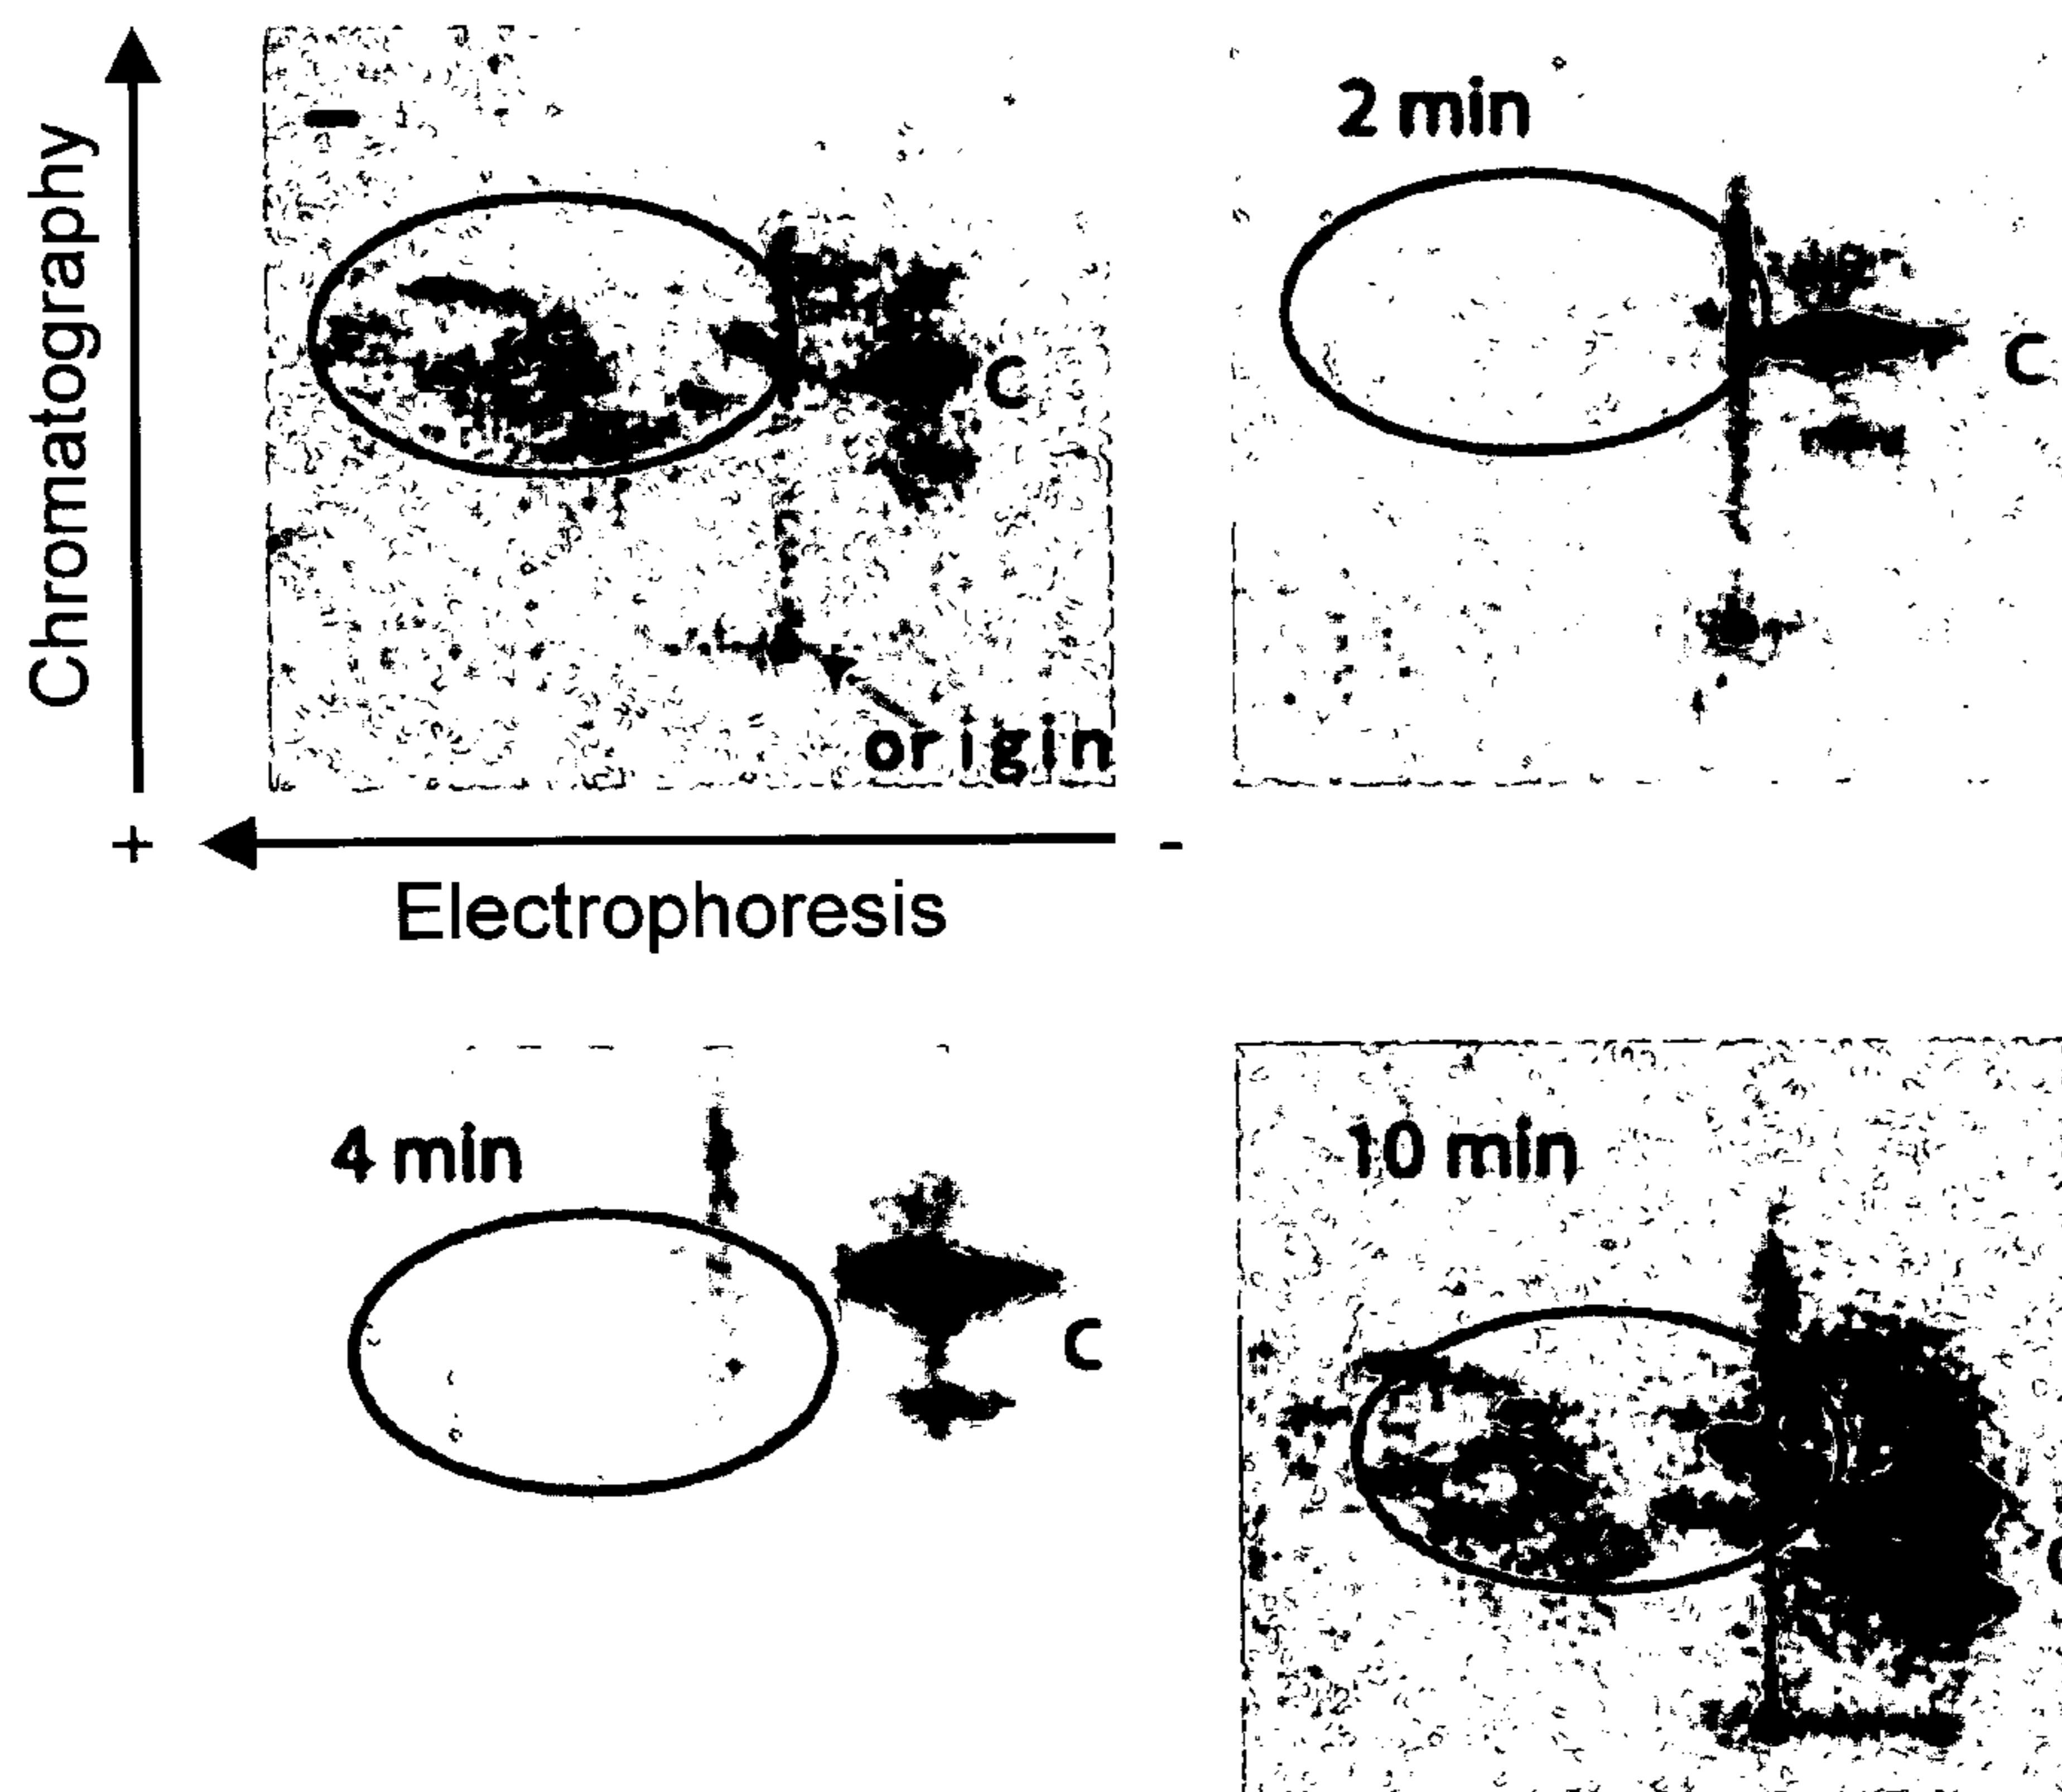 Chromatography
-
C
origin
+
-
Electrophoresis
2 min
C
4 min
C
10 min